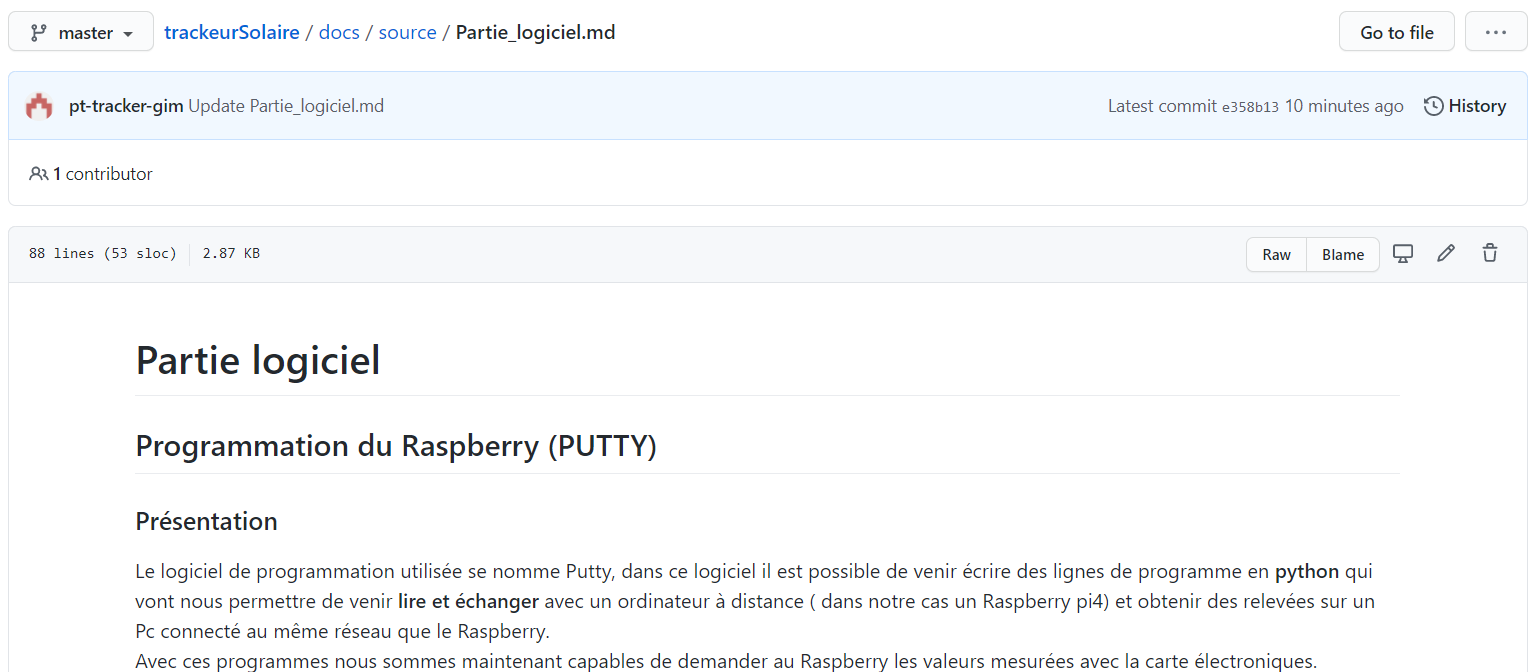 master trackeurSolaire / docs / source / Partie_logiciel.md Go to file ...
pt-tracker-gim Update Partie_logiciel.md Latest commit e358b13 10 minutes ago History
1 contributor
88 lines (53 sloc) 2.87 KB Raw Blame
Partie logiciel
Programmation du Raspberry (PUTTY)
Présentation
Le logiciel de programmation utilisée se nomme Putty, dans ce logiciel il est possible de venir écrire des lignes de programme en python qui
vont nous permettre de venir lire et échanger avec un ordinateur à distance ( dans notre cas un Raspberry pi4) et obtenir des relevées sur un
Pc connecté au même réseau que le Raspberry.
Avec ces programmes nous sommes maintenant capables de demander au Raspberry les valeurs mesurées avec la carte électroniques.